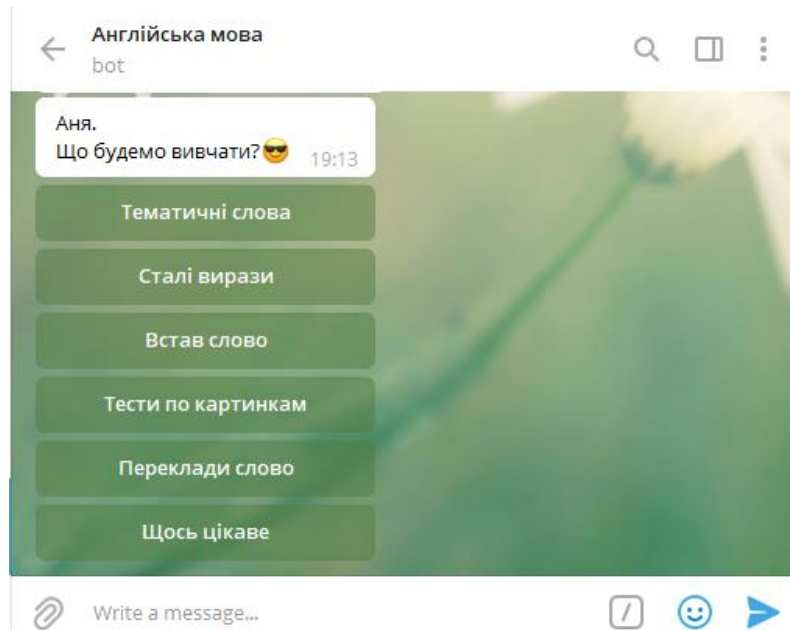 Англійська мова
bot
Аня.
Що будемо вивчати?😎 19:13
Тематичні слова
Сталі вирази
Встав слово
Тести по картинкам
Переклади слово
Щось цікаве
Write a message...